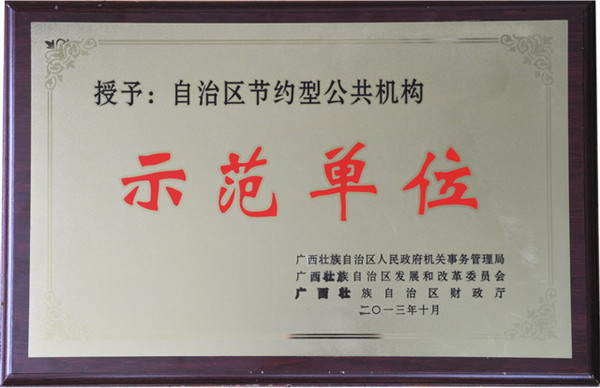 授予：自治区节约型公共机构
示范单位
广西壮族自治区人民政府机关事务管理局
广西壮族自治区发展和改革委员会
广西壮族自治区财政厅
二〇一三年十月